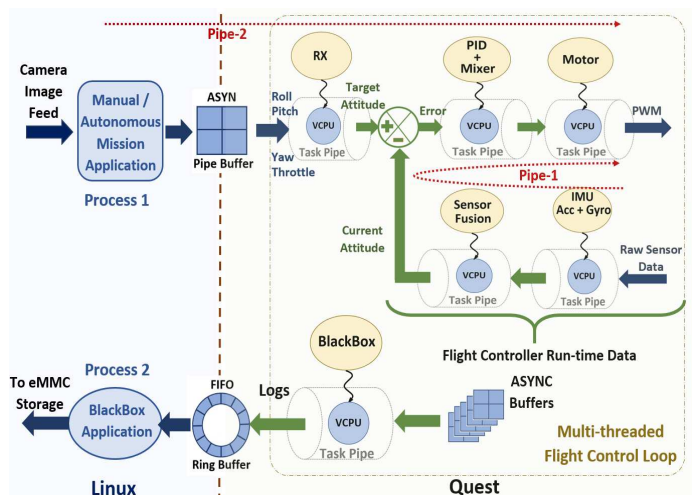 Pipe-2
Camera
Image
Feed
Manual /
Autonomous
Mission
Application
Process 1
ASYN
Pipe Buffer
Roll
Pitch
Yaw
Throttle
RX
VCPU
Task Pipe
Target
Attitude
Error
PID
+
Mixer
VCPU
Task Pipe
Motor
VCPU
Task Pipe
PWM
Pipe-1
Current
Attitude
Sensor
Fusion
VCPU
Task Pipe
IMU
Acc + Gyro
VCPU
Task Pipe
Raw Sensor
Data
Flight Controller Run-time Data
Process 2
To eMMC
Storage
BlackBox
Application
FIFO
Ring Buffer
Logs
BlackBox
VCPU
Task Pipe
ASYNC
Buffers
Multi-threaded
Flight Control Loop
Linux
Quest